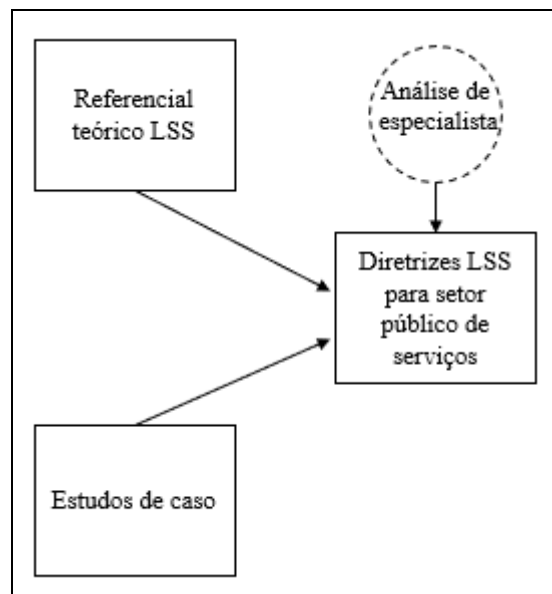 Referencial
teórico LSS
Análise de
especialista
Diretrizes LSS
para setor
público de
serviços
Estudos de caso